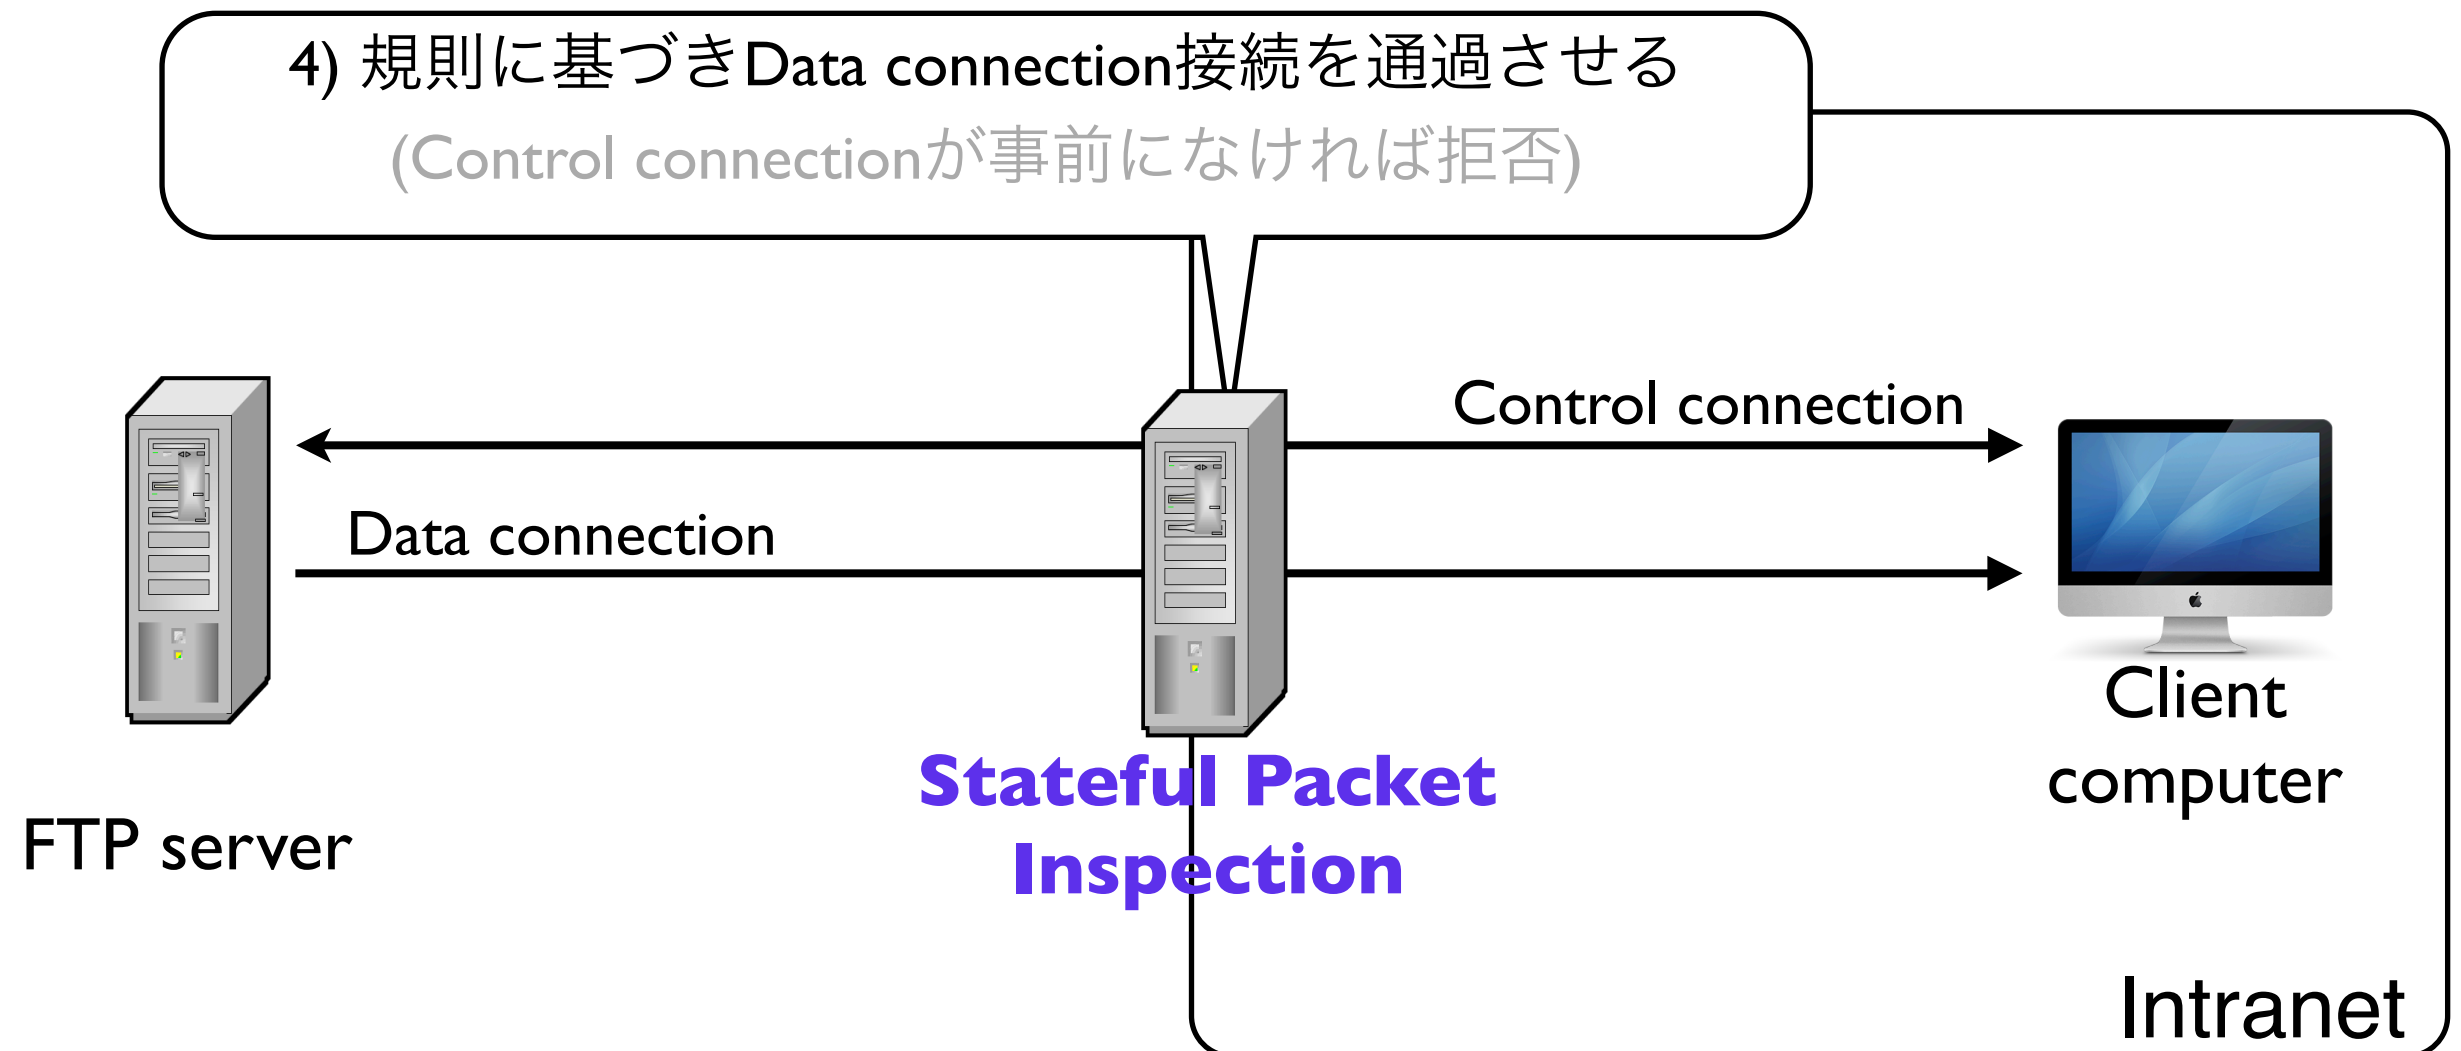 4) 規則に基づきData connection接続を通過させる
(Control connectionが事前になければ拒否)
Control connection
Data connection
Client
computer
Stateful Packet
Inspection
FTP server
Intranet